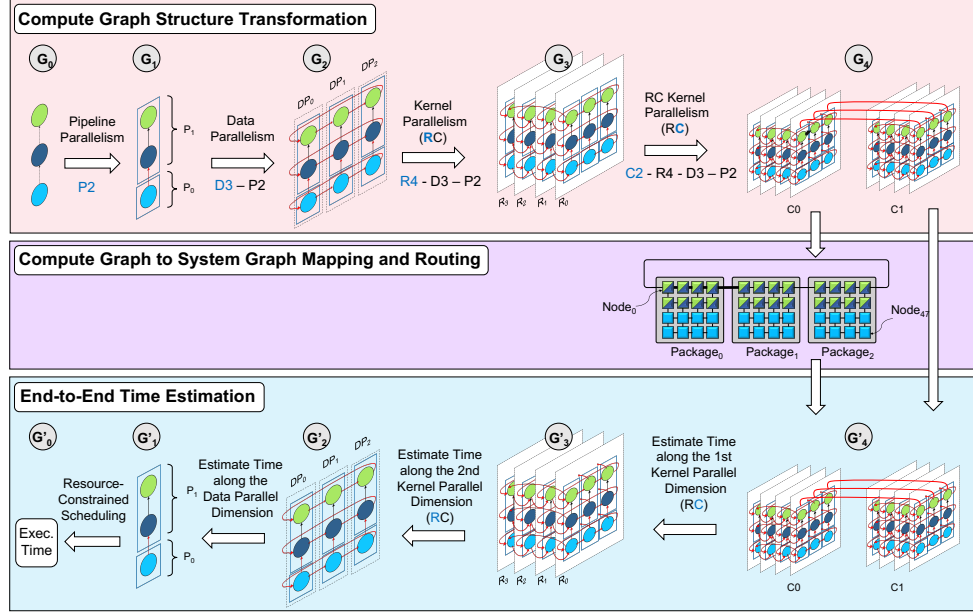 Compute Graph Structure Transformation
G₀
G₁
G₂
G₃
G₄
Pipeline
Parallelism
P2
P₁
P₀
Data
Parallelism
D3 – P2
DP₀
DP₁
DP₂
Kernel
Parallelism
(RC)
R4 - D3 – P2
R₃ R₂ R₁ R₀
RC Kernel
Parallelism
(RC)
C2 - R4 - D3 – P2
C0
C1
Compute Graph to System Graph Mapping and Routing
Node₀
Node₄₇
Package₀
Package₁
Package₂
End-to-End Time Estimation
G'₀
G'₁
G'₂
G'₃
G'₄
Exec.
Time
Resource-
Constrained
Scheduling
P₁
P₀
Estimate Time
along the
Data Parallel
Dimension
DP₀
DP₁
DP₂
Estimate Time
along the 2nd
Kernel Parallel
Dimension
(RC)
R₃ R₂ R₁ R₀
Estimate Time
along the 1st
Kernel Parallel
Dimension
(RC)
C0
C1